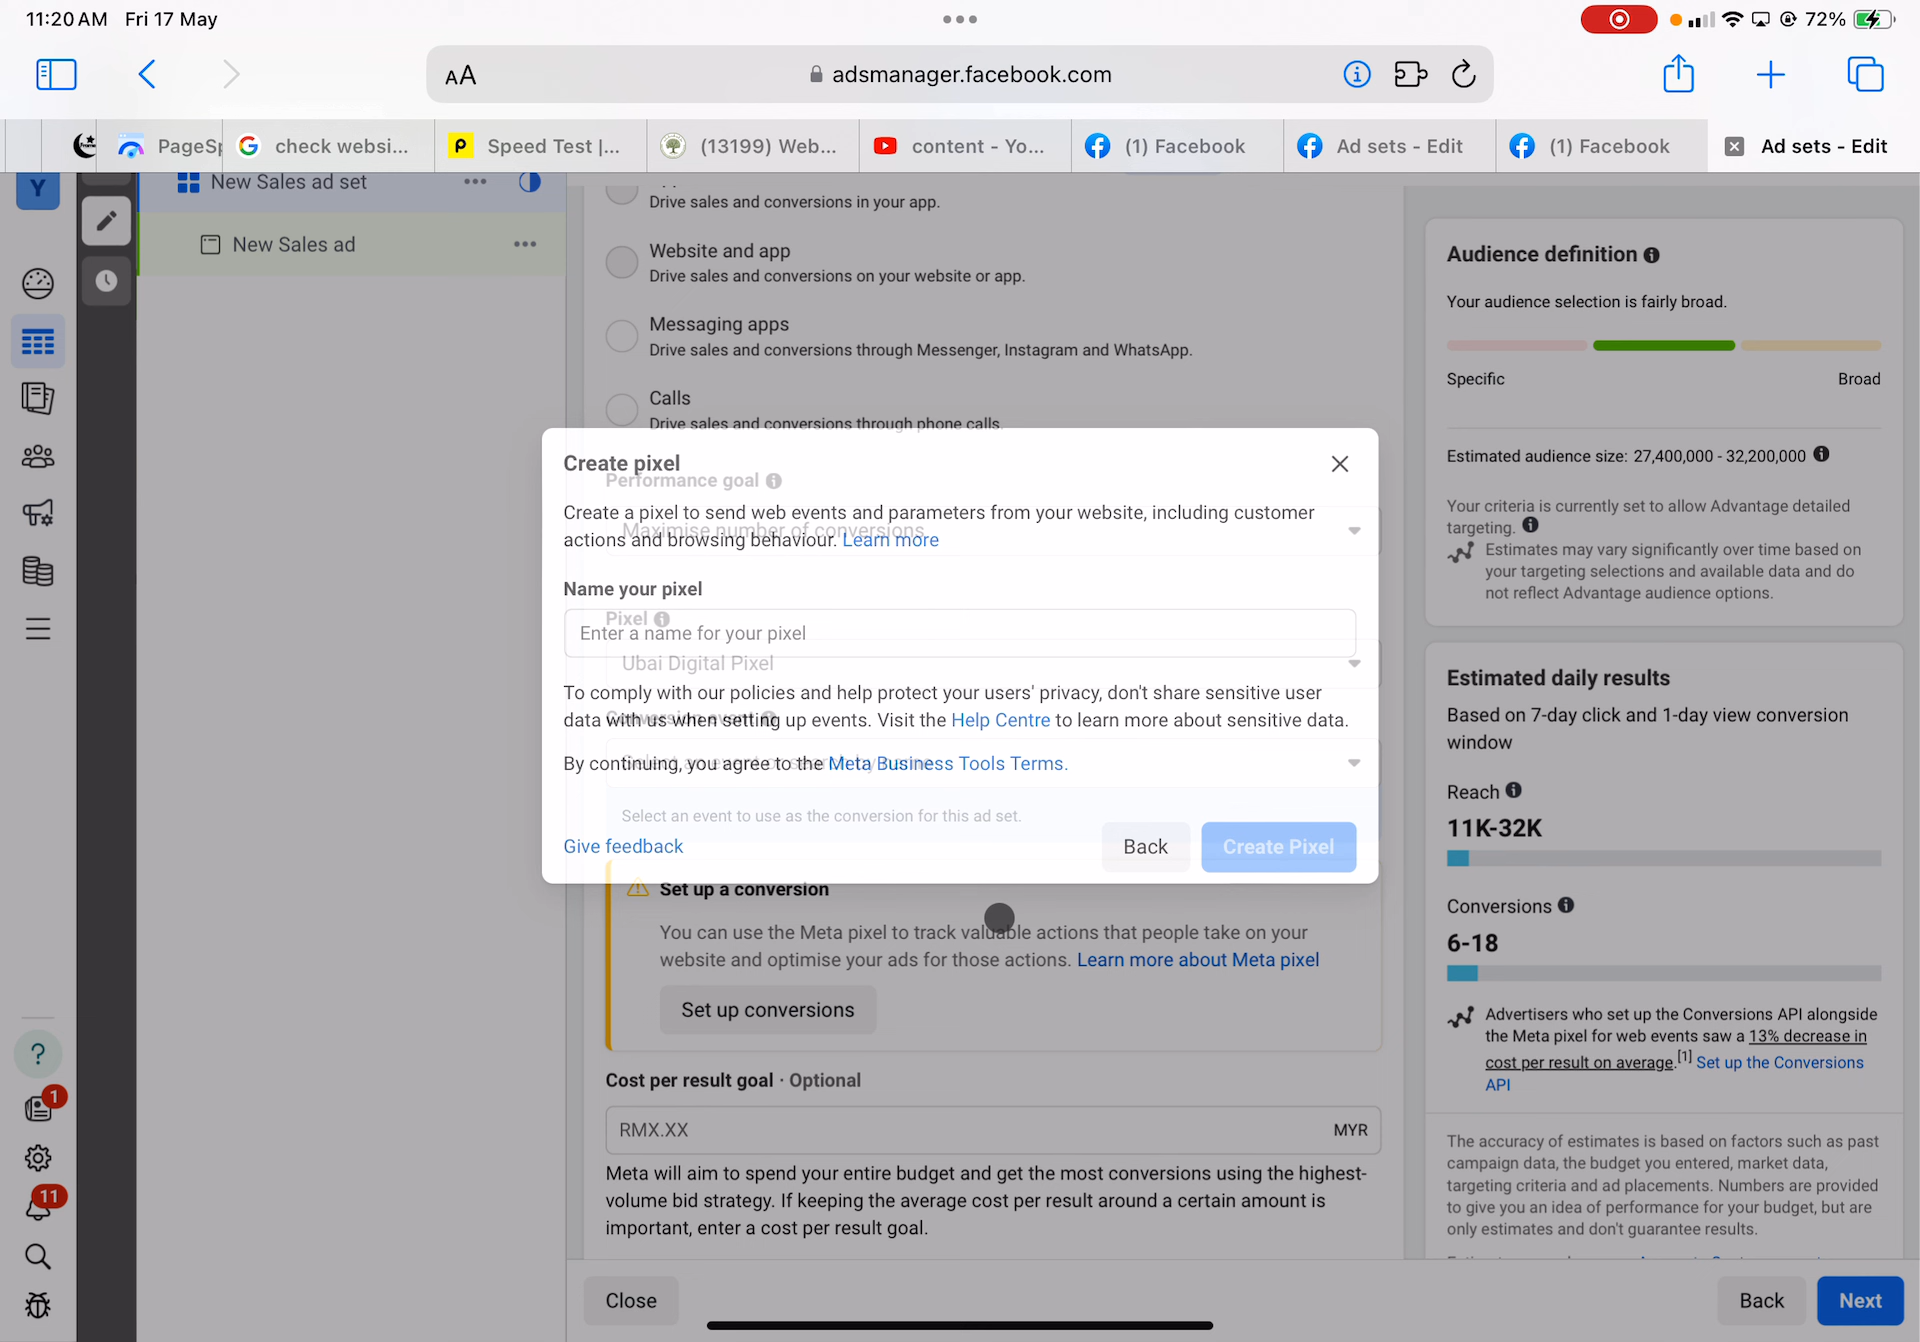 11:20 AM Fri 17 May
72%
AA
adsmanager.facebook.com
PageSp
check websi...
Speed Test |...
(13199) Web...
content - Yo...
(1) Facebook
Ad sets - Edit
(1) Facebook
Ad sets - Edit
Y
New Sales ad set
New Sales ad
Drive sales and conversions in your app.
Website and app
Drive sales and conversions on your website or app.
Messaging apps
Drive sales and conversions through Messenger, Instagram and WhatsApp.
Calls
Drive sales and conversions through phone calls.
Create pixel
Performance goal
Create a pixel to send web events and parameters from your website, including customer
Maximise number of conversions
actions and browsing behaviour. Learn more
Name your pixel
Pixel
Enter a name for your pixel
Ubai Digital Pixel
To comply with our policies and help protect your users' privacy, don't share sensitive user
data with us when setting up events. Visit the Help Centre to learn more about sensitive data.
Conversion event
By continuing, you agree to the Meta Business Tools Terms.
Select an event to use as the conversion for this ad set.
Give feedback
Back
Create Pixel
Set up a conversion
You can use the Meta pixel to track valuable actions that people take on your
website and optimise your ads for those actions. Learn more about Meta pixel
Set up conversions
Cost per result goal · Optional
RMX.XX
MYR
Meta will aim to spend your entire budget and get the most conversions using the highest-
volume bid strategy. If keeping the average cost per result around a certain amount is
important, enter a cost per result goal.
Close
Back
Next
Audience definition
Your audience selection is fairly broad.
Specific
Broad
Estimated audience size: 27,400,000 - 32,200,000
Your criteria is currently set to allow Advantage detailed
targeting.
Estimates may vary significantly over time based on
your targeting selections and available data and do
not reflect Advantage audience options.
Estimated daily results
Based on 7-day click and 1-day view conversion
window
Reach
11K-32K
Conversions
6-18
Advertisers who set up the Conversions API alongside
the Meta pixel for web events saw a 13% decrease in
cost per result on average.[1] Set up the Conversions
API
The accuracy of estimates is based on factors such as past
campaign data, the budget you entered, market data,
targeting criteria and ad placements. Numbers are provided
to give you an idea of performance for your budget, but are
only estimates and don't guarantee results.
?
1
11